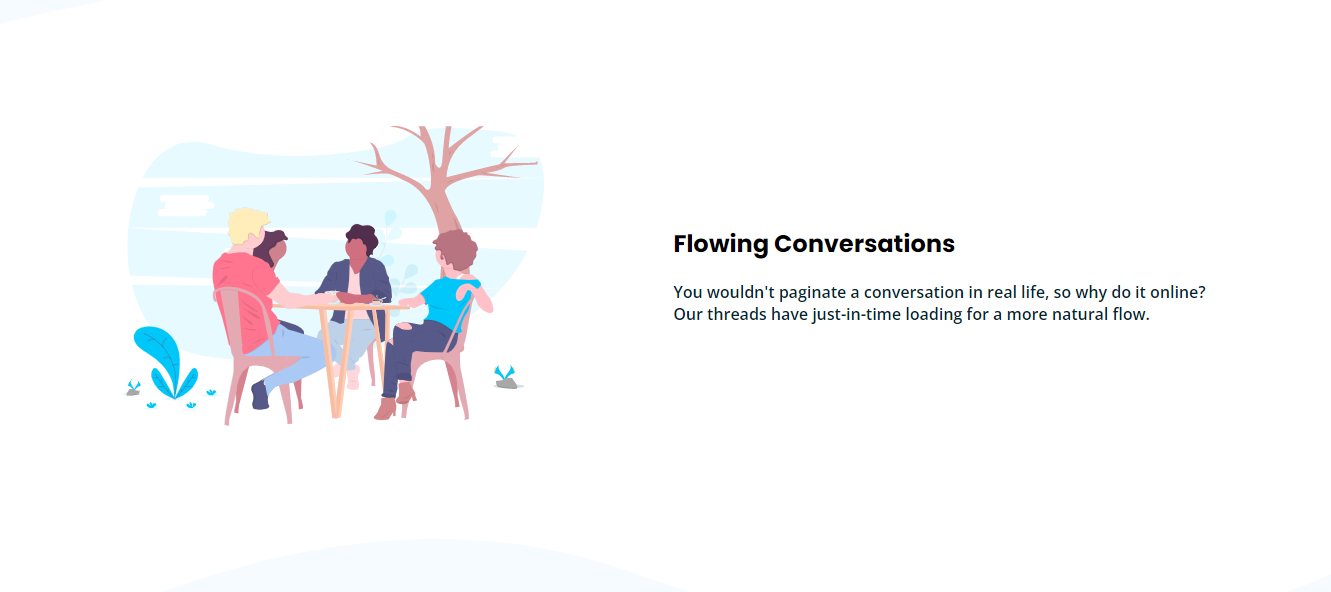 Flowing Conversations
You wouldn't paginate a conversation in real life, so why do it online?
Our threads have just-in-time loading for a more natural flow.